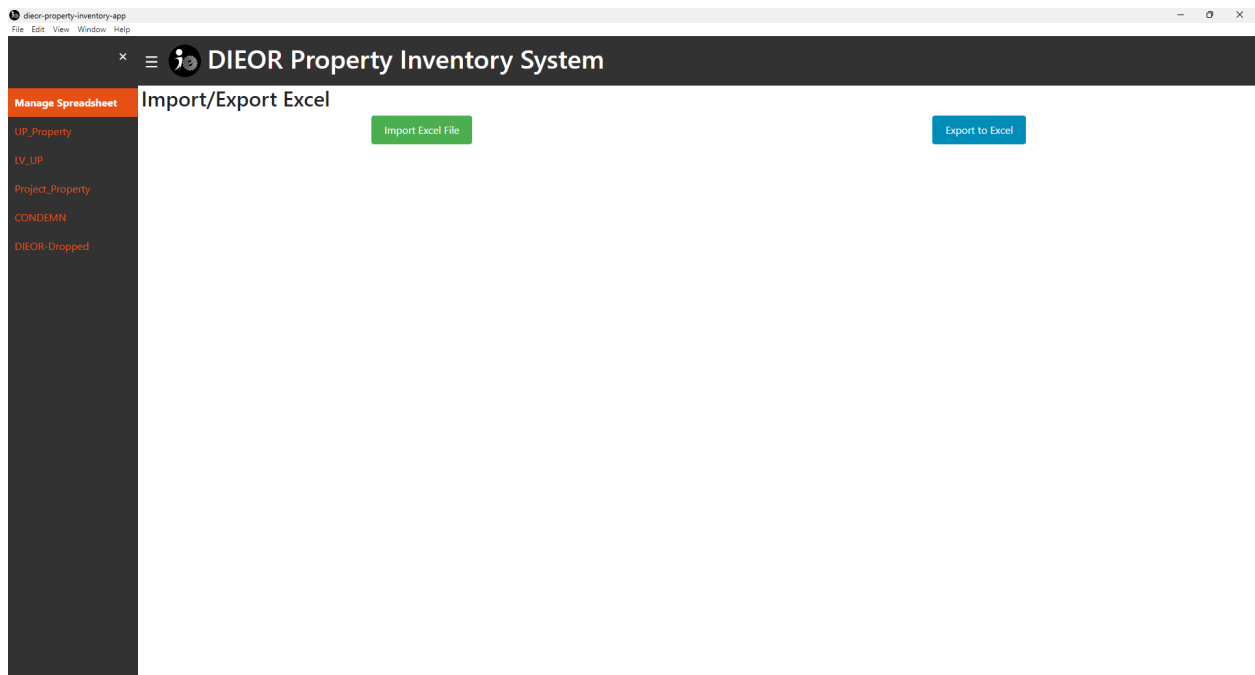 dieor-property-inventory-app
File Edit View Window Help
DIEOR Property Inventory System
Manage Spreadsheet
UP_Property
LV_UP
Project_Property
CONDEMN
DIEOR-Dropped
Import/Export Excel
Import Excel File
Export to Excel